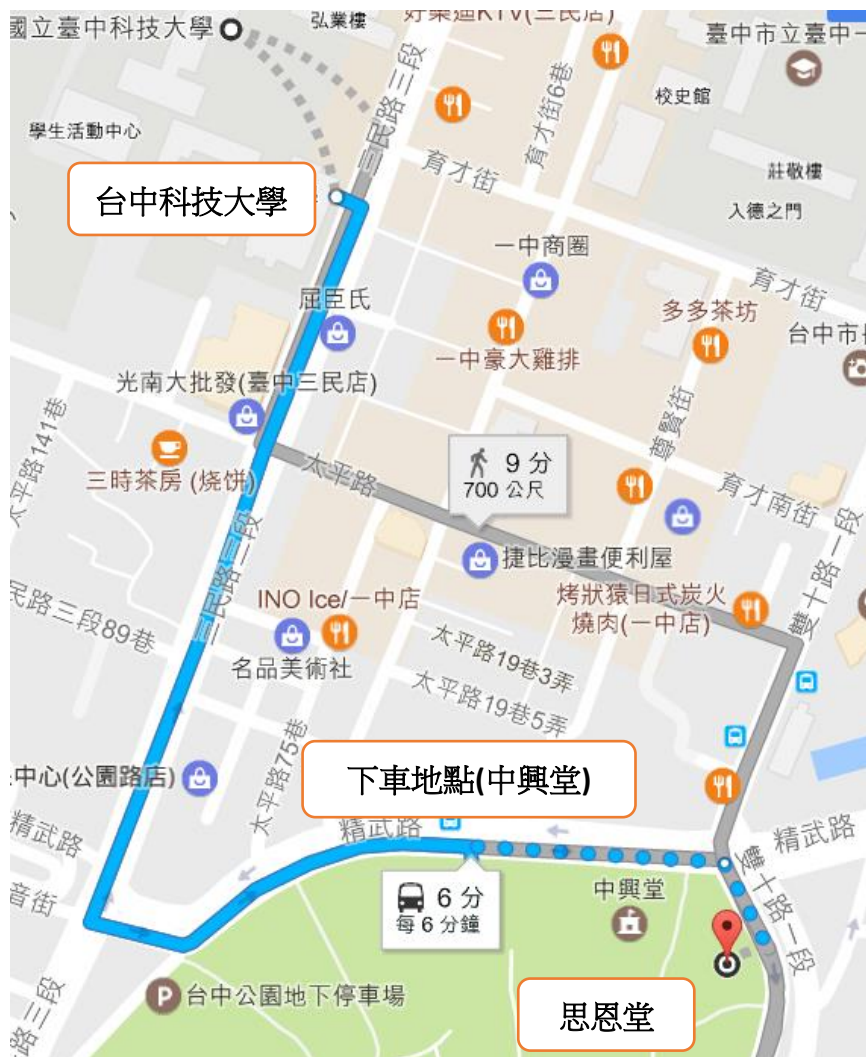 國立臺中科技大學
弘業樓
好樂迪KTV(三民店)
臺中市立臺中一
校史館
學生活動中心
三民路三段
育才街6巷
育才街
莊敬樓
入德之門
台中科技大學
一中商圈
育才街
屈臣氏
多多茶坊
台中市
一中豪大雞排
光南大批發(臺中三民店)
尊賢街
太平路141巷
三時茶房 (烧饼)
太平路
9 分
700 公尺
育才南街
雙十路一段
捷比漫畫便利屋
三民路三段
INO Ice/一中店
烤狀猿日式炭火
燒肉(一中店)
民路三段89巷
名品美術社
太平路19巷3弄
太平路19巷5弄
太平路75巷
中心(公園路店)
下車地點(中興堂)
精武路
精武路
精武路
音街
6 分
每 6 分鐘
中興堂
雙十路一段
P
台中公園地下停車場
思恩堂
路三段